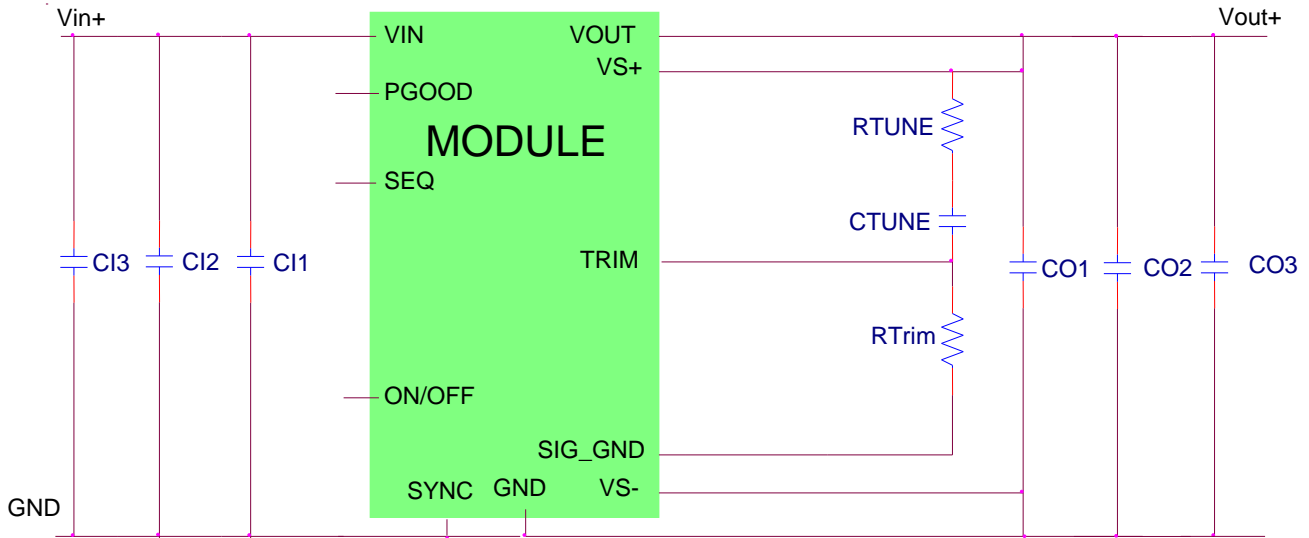 Vin+
Vout+
VIN
VOUT
VS+
PGOOD
RTUNE
MODULE
SEQ
CTUNE
TRIM
CI3
CI2
CI1
CO1
CO2
CO3
RTrim
ON/OFF
SIG_GND
SYNC
GND
VS-
GND